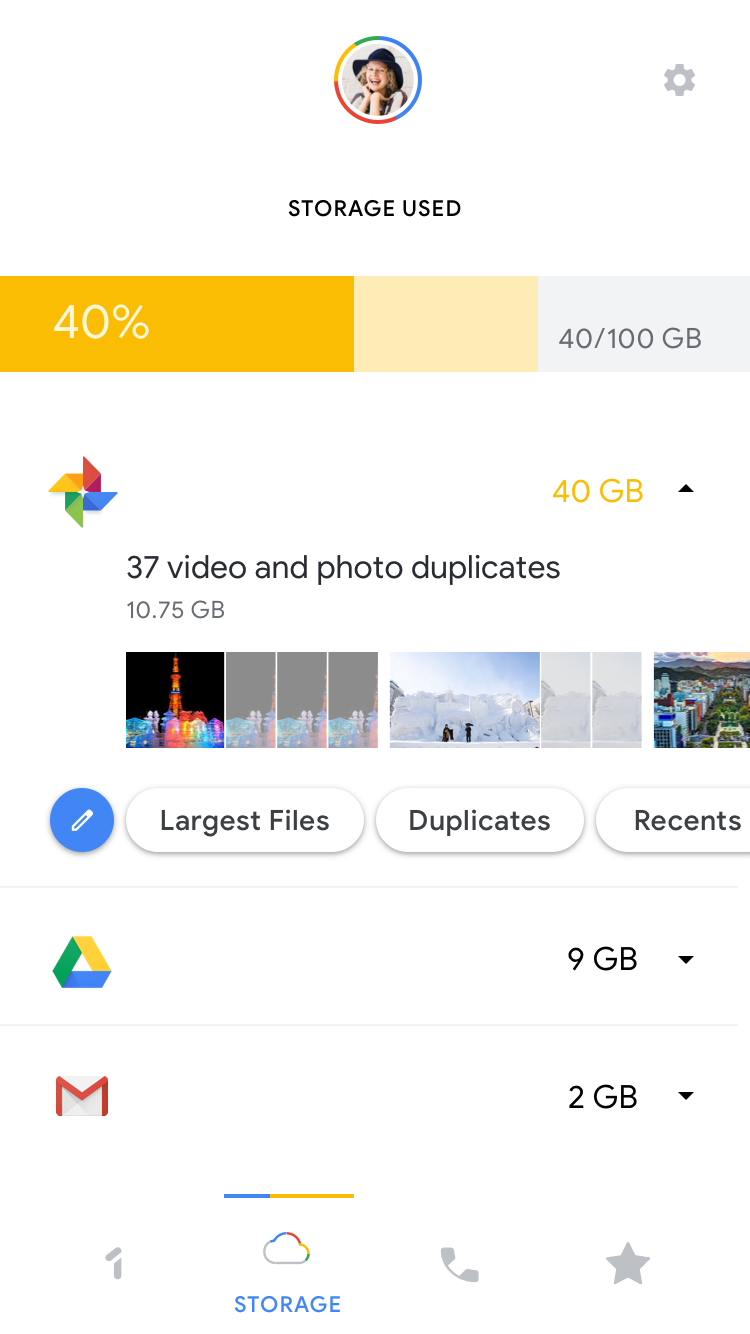 STORAGE USED
40%
40/100 GB
40 GB
37 video and photo duplicates
10.75 GB
Largest Files
Duplicates
Recents
9 GB
2 GB
1
STORAGE